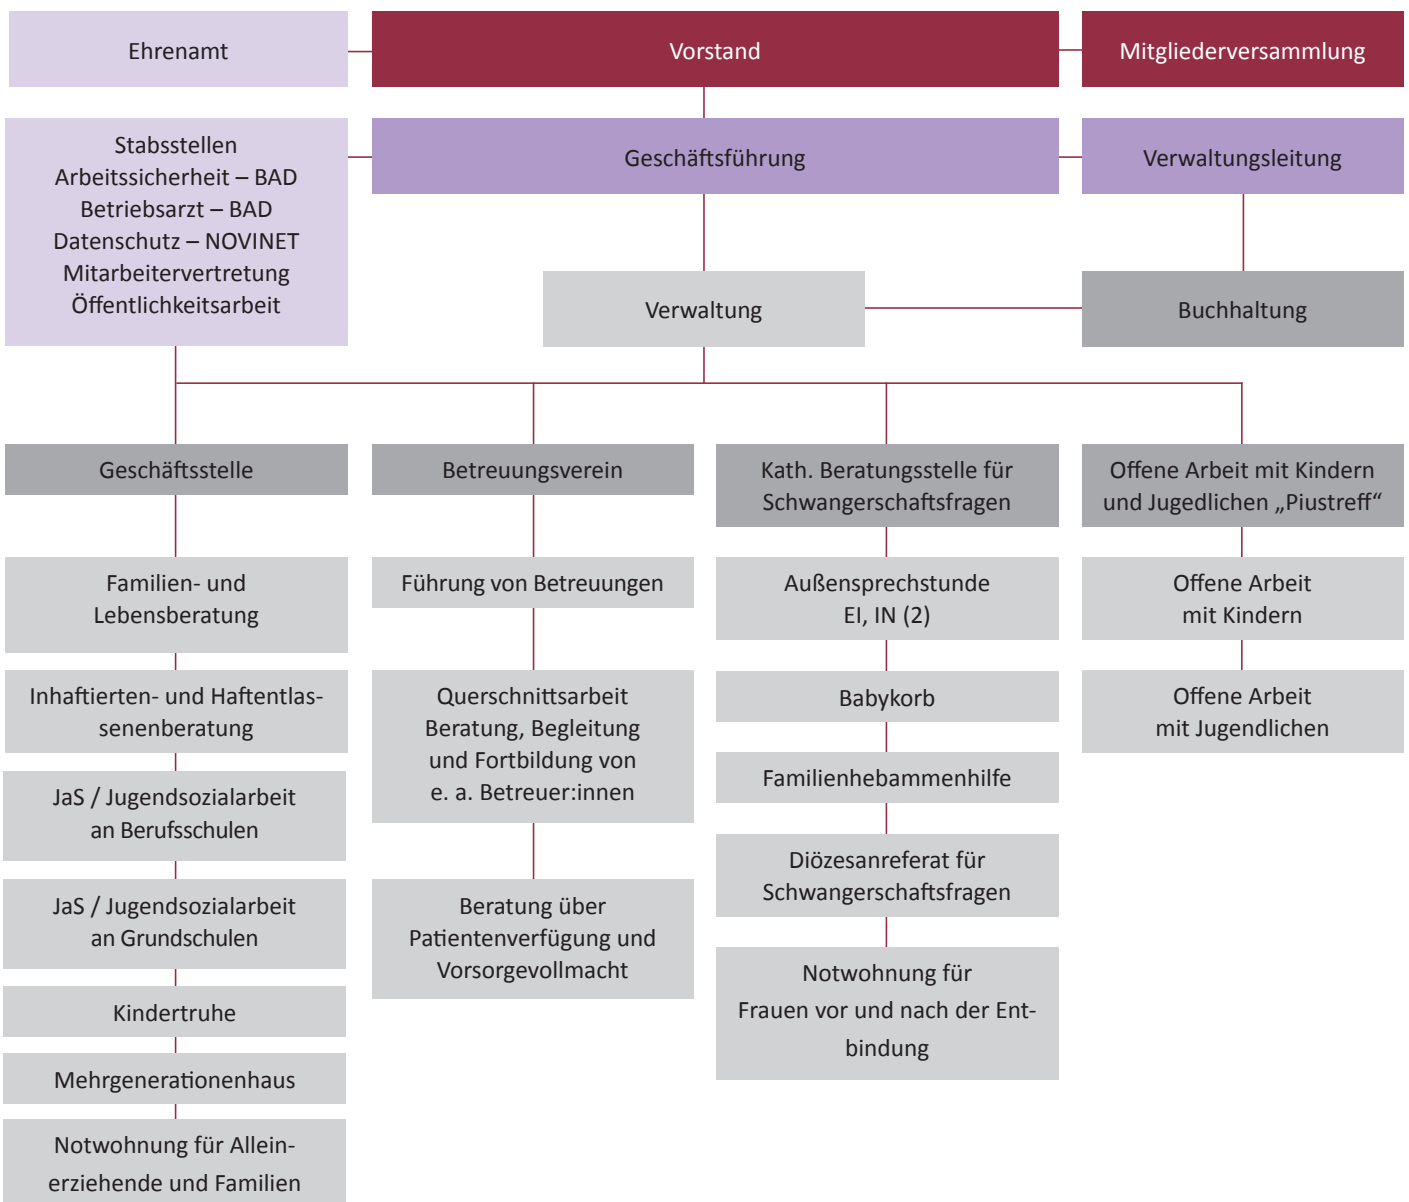 Ehrenamt
Vorstand
Mitgliederversammlung
Stabsstellen
Arbeitssicherheit – BAD
Betriebsarzt – BAD
Datenschutz – NOVINET
Mitarbeitervertretung
Öffentlichkeitsarbeit
Geschäftsführung
Verwaltungsleitung
Verwaltung
Buchhaltung
Geschäftsstelle
Familien- und
Lebensberatung
Inhaftierten- und Haftentlas-
senenberatung
JaS / Jugendsozialarbeit
an Berufsschulen
JaS / Jugendsozialarbeit
an Grundschulen
Kindertruhe
Mehrgenerationenhaus
Notwohnung für Allein-
erziehende und Familien
Betreuungsverein
Führung von Betreuungen
Querschnittsarbeit
Beratung, Begleitung
und Fortbildung von
e. a. Betreuer:innen
Beratung über
Patientenverfügung und
Vorsorgevollmacht
Kath. Beratungsstelle für
Schwangerschaftsfragen
Außensprechstunde
EI, IN (2)
Babykorb
Familienhebammenhilfe
Diözesanreferat für
Schwangerschaftsfragen
Notwohnung für
Frauen vor und nach der Ent-
bindung
Offene Arbeit mit Kindern
und Jugedlichen „Piustreff“
Offene Arbeit
mit Kindern
Offene Arbeit
mit Jugendlichen